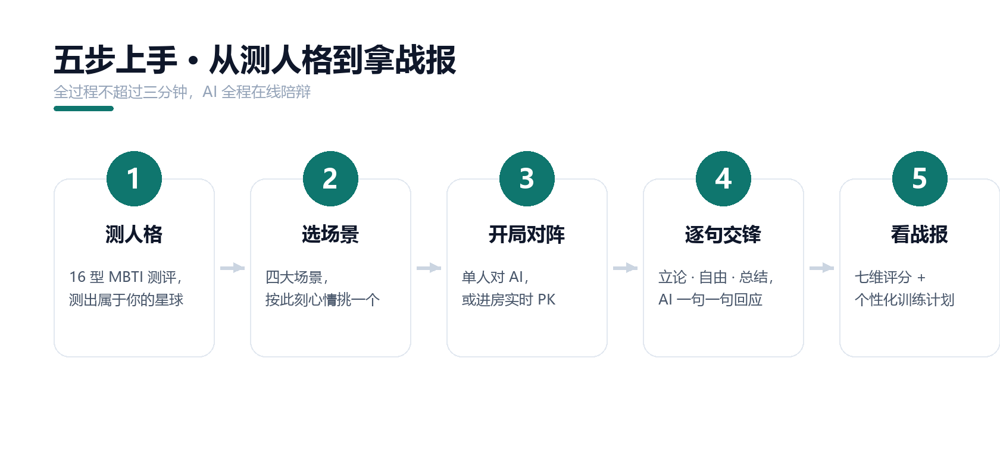 五步上手 · 从测人格到拿战报
全过程不超过三分钟，AI 全程在线陪辩
1
测人格
16 型 MBTI 测评，
测出属于你的星球
2
选场景
四大场景，
按此刻心情挑一个
3
开局对阵
单人对 AI，
或进房实时 PK
4
逐句交锋
立论 · 自由 · 总结，
AI 一句一句回应
5
看战报
七维评分 +
个性化训练计划